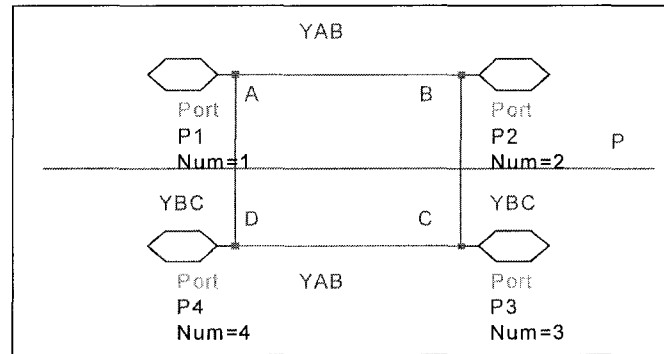 YAB
A
B
Port
P1
Num=1
Port
P2
Num=2
P
YBC
D
C
YBC
Port
P4
Num=4
YAB
Port
P3
Num=3